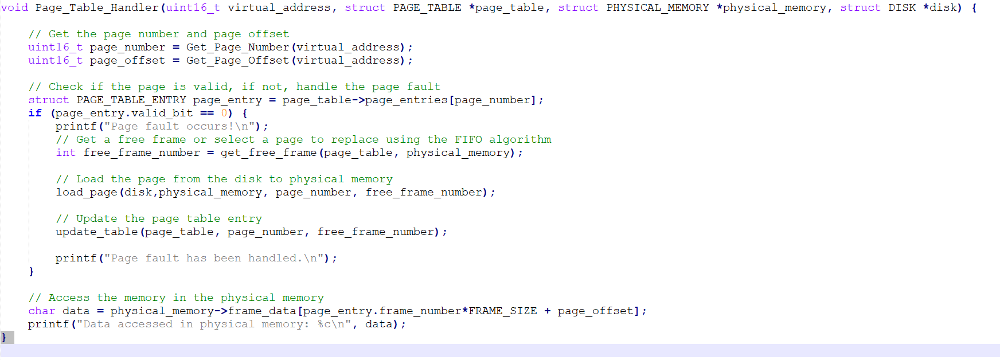 void Page_Table_Handler(uint16_t virtual_address, struct PAGE_TABLE *page_table, struct PHYSICAL_MEMORY *physical_memory, struct DISK *disk) {
// Get the page number and page offset
uint16_t page_number = Get_Page_Number(virtual_address);
uint16_t page_offset = Get_Page_Offset(virtual_address);
// Check if the page is valid, if not, handle the page fault
struct PAGE_TABLE_ENTRY page_entry = page_table->page_entries[page_number];
if (page_entry.valid_bit == 0) {
printf("Page fault occurs!\n");
// Get a free frame or select a page to replace using the FIFO algorithm
int free_frame_number = get_free_frame(page_table, physical_memory);
// Load the page from the disk to physical memory
load_page(disk,physical_memory, page_number, free_frame_number);
// Update the page table entry
update_table(page_table, page_number, free_frame_number);
printf("Page fault has been handled.\n");
}
// Access the memory in the physical memory
char data = physical_memory->frame_data[page_entry.frame_number*FRAME_SIZE + page_offset];
printf("Data accessed in physical memory: %c\n", data);
}